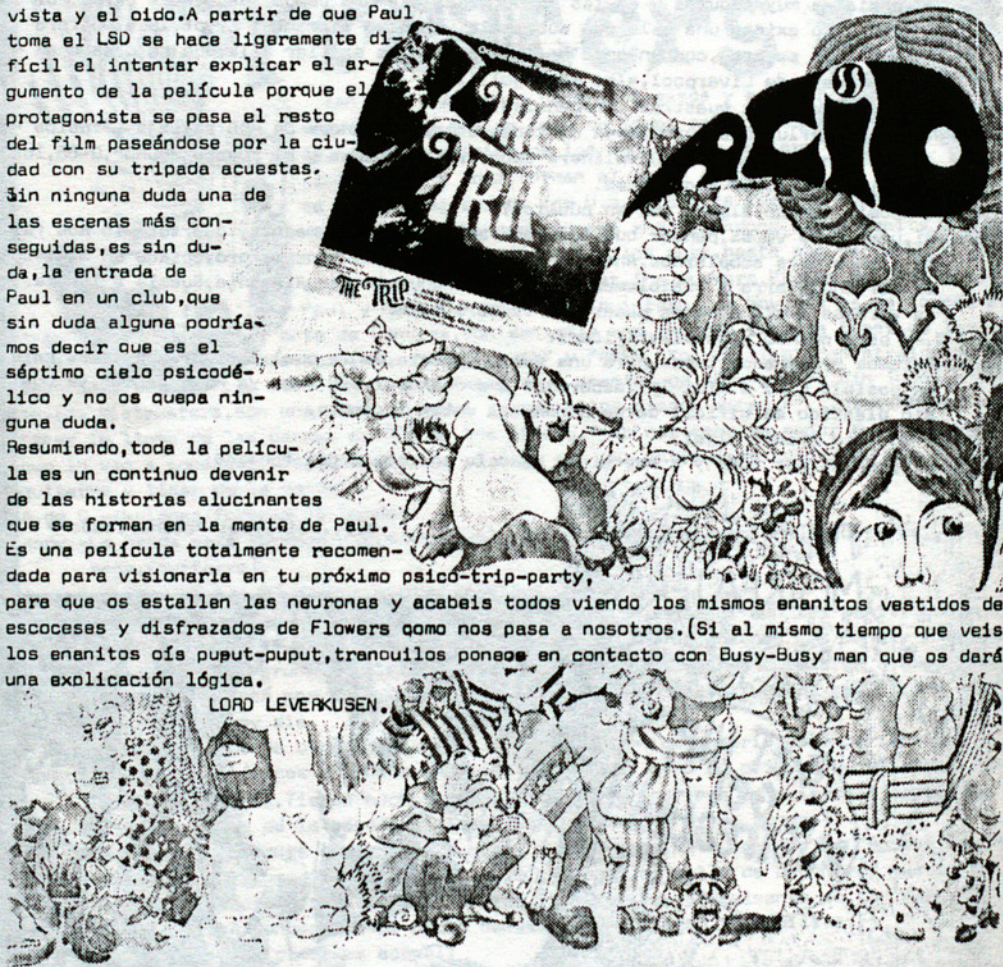 vista y el oido.A partir de que Paul
toma el LSD se hace ligeramente di-
fícil el intentar explicar el ar-
gumento de la película porque el
protagonista se pasa el resto
del film paseándose por la ciu-
dad con su tripada acuestas.
Sin ninguna duda una de
las escenas más con-
seguidas,es sin du-
da,la entrada de
Paul en un club,que
sin duda alguna podría-
mos decir que es el
séptimo cielo psicodé-
lico y no os quepa nin-
guna duda.
Resumiendo,toda la pelícu-
la es un continuo devenir
de las historias alucinantes
que se forman en la mente de Paul.
Es una película totalmente recomen-
dada para visionarla en tu próximo psico-trip-party,
para que os estallen las neuronas y acabeis todos viendo los mismos enanitos vestidos de
escoceses y disfrazados de Flowers como nos pasa a nosotros.(Si al mismo tiempo que veis
los enanitos oís puput-puput,tranquilos poneos en contacto con Busy-Busy man que os dará
una explicación lógica.
LORD LEVERKUSEN.
THE
TRIP
THE TRIP